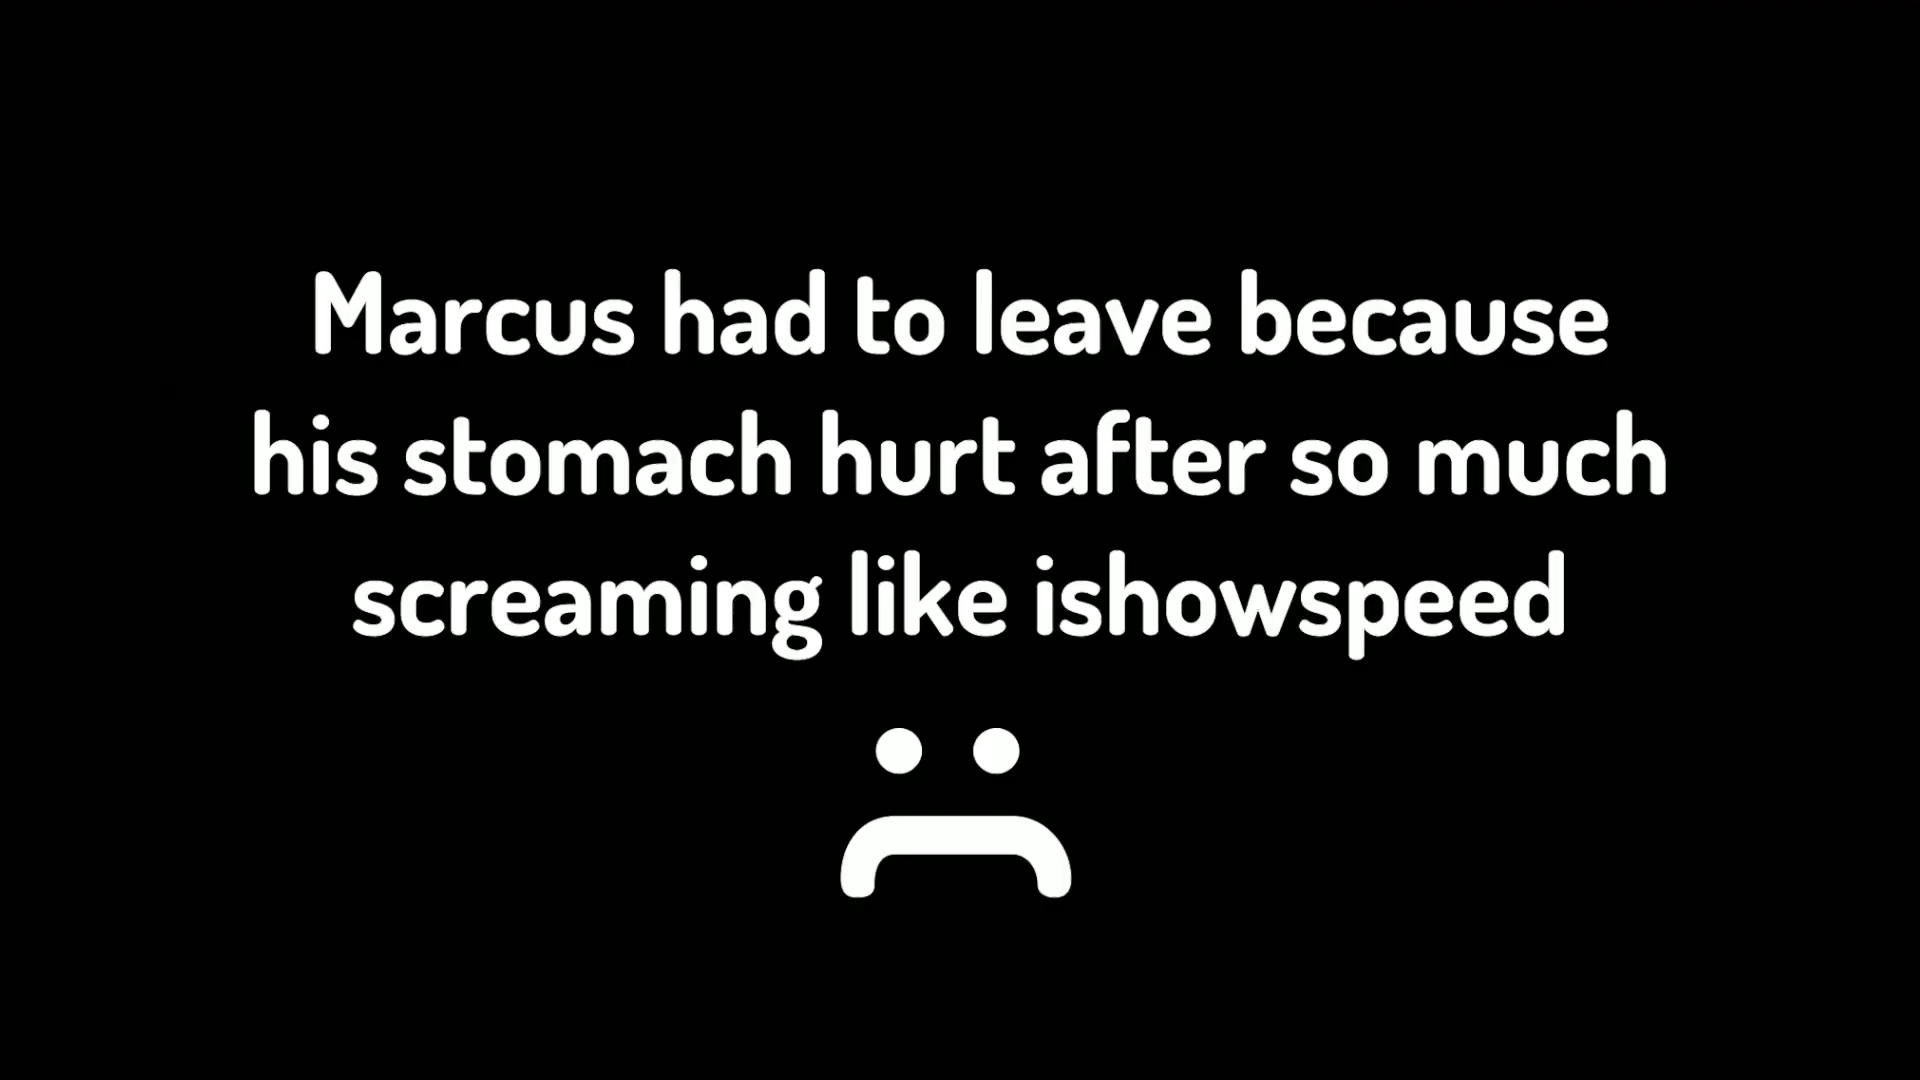 Marcus had to leave because
his stomach hurt after so much
screaming like ishowspeed